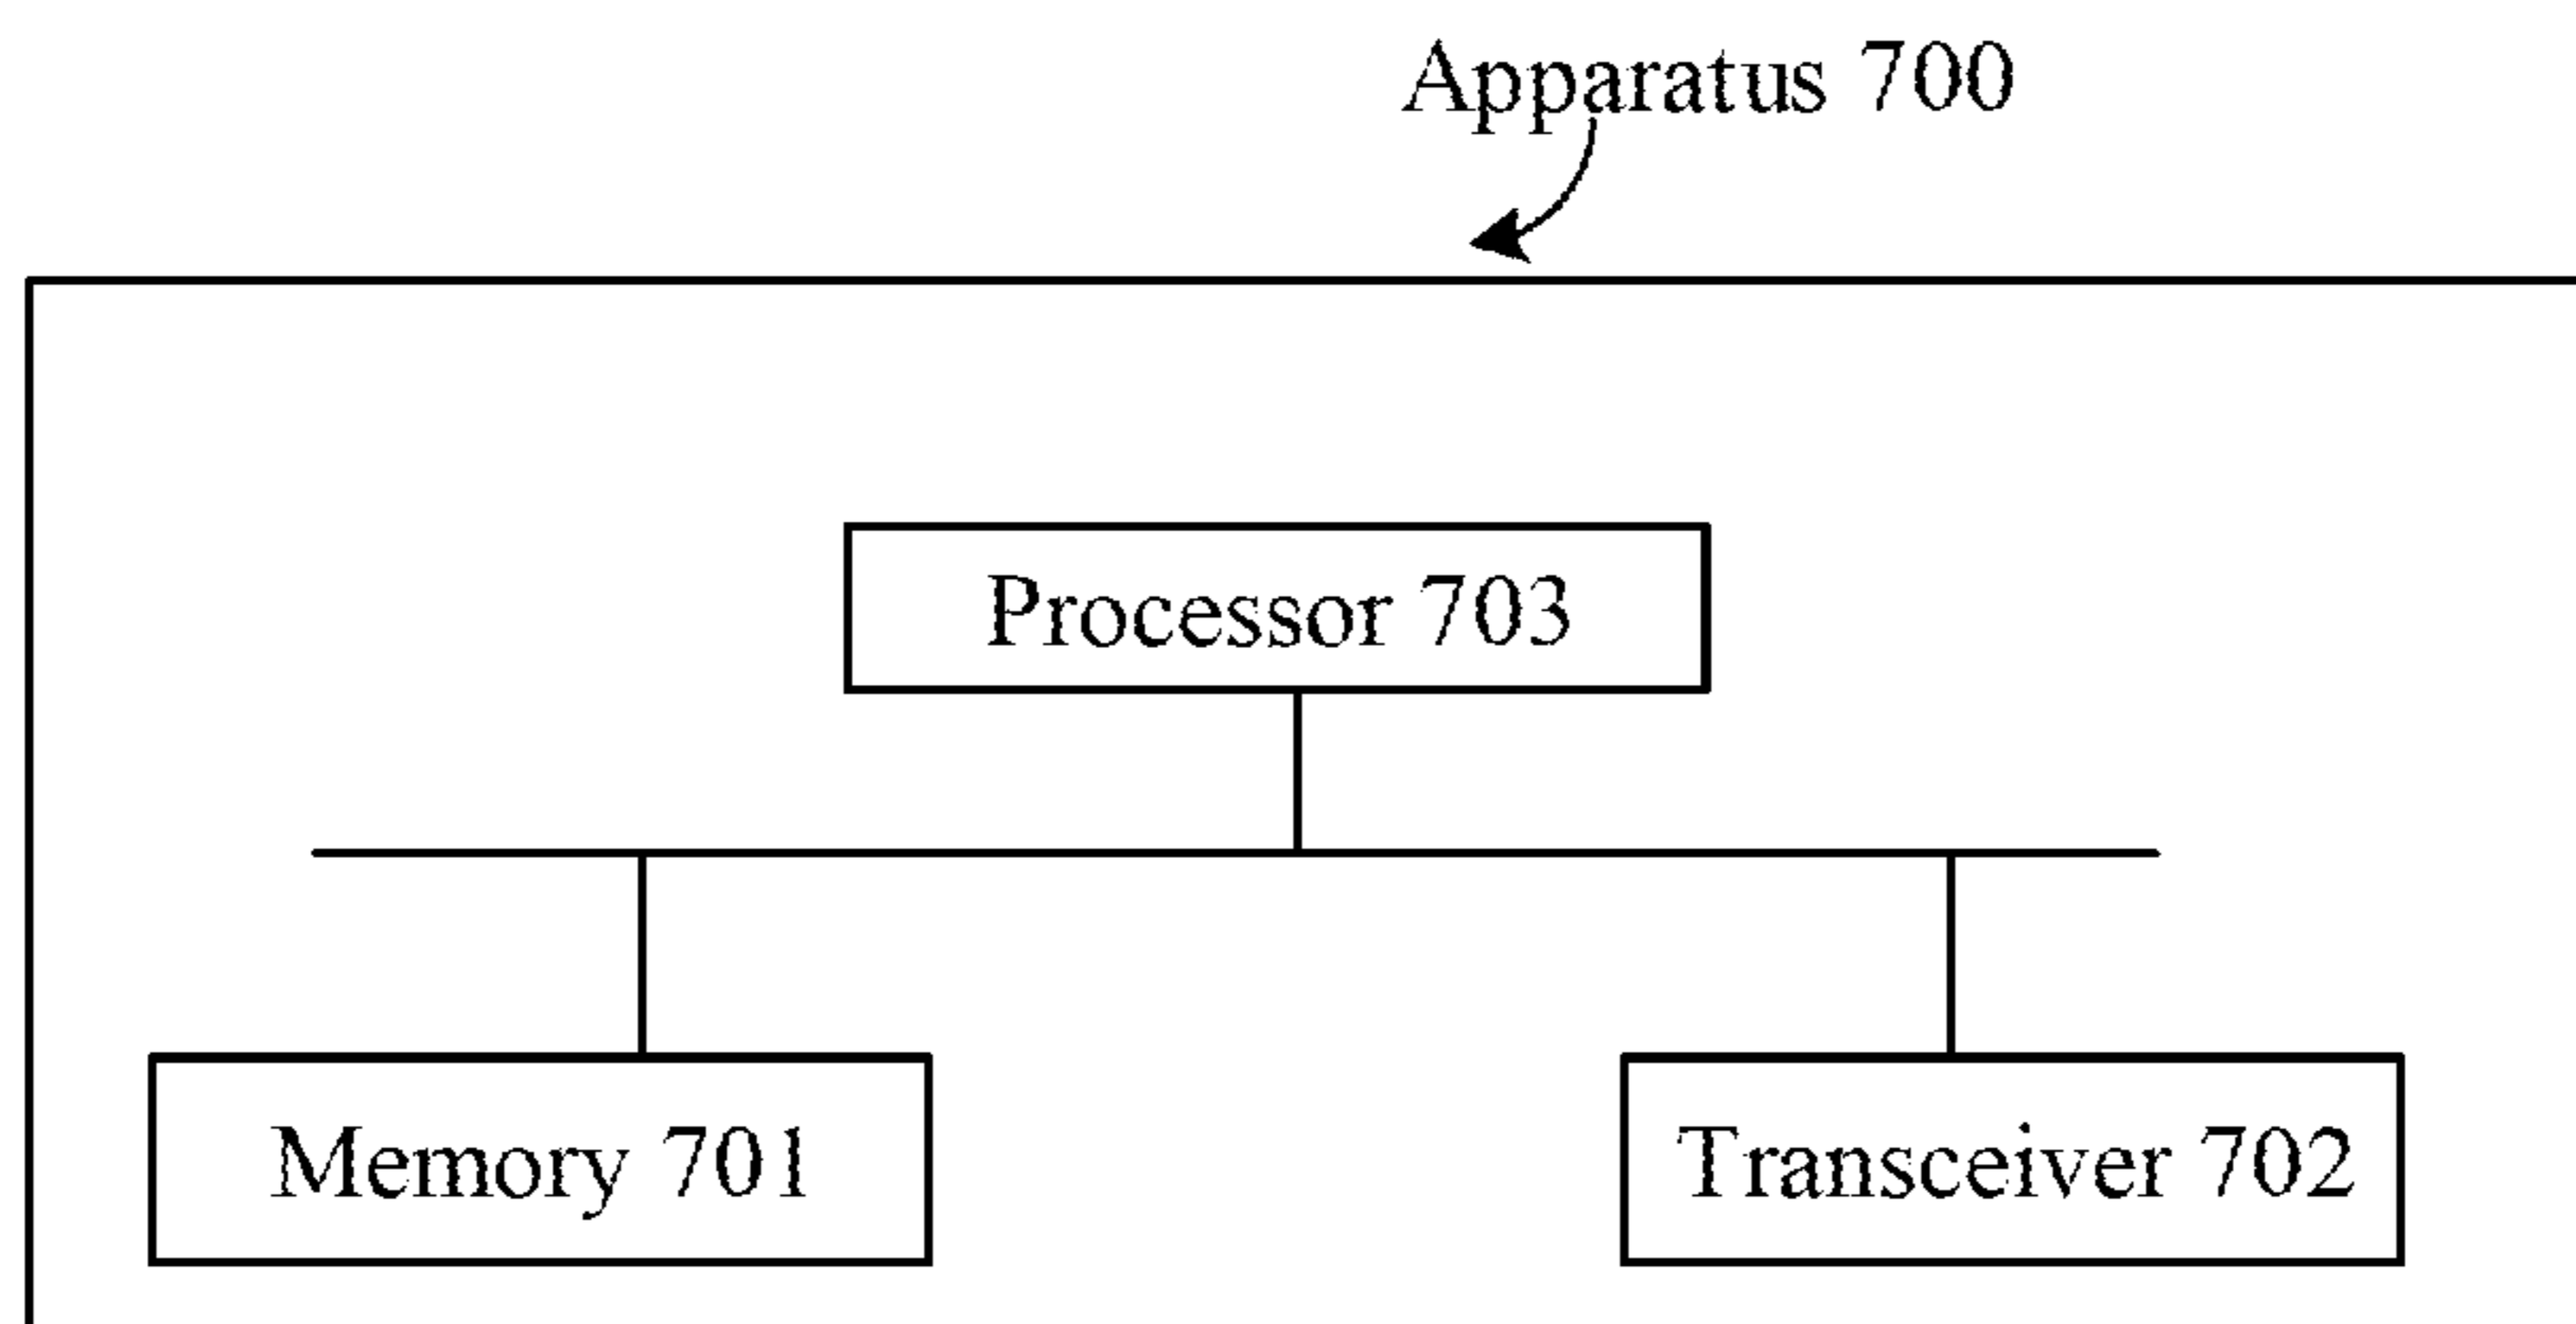 Apparatus 700
Processor 703
Memory 701
Transceiver 702